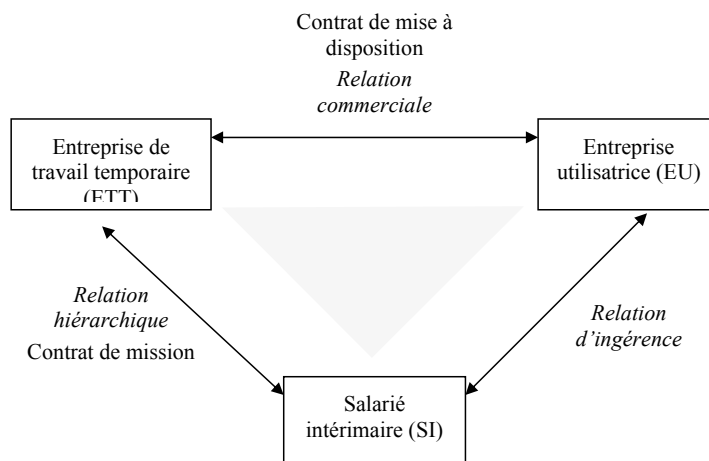 Contrat de mise à
disposition
Relation
commerciale
Entreprise de
travail temporaire
(ETT)
Entreprise
utilisatrice (EU)
Relation
hiérarchique
Contrat de mission
Relation
d’ingérence
Salarié
intérimaire (SI)